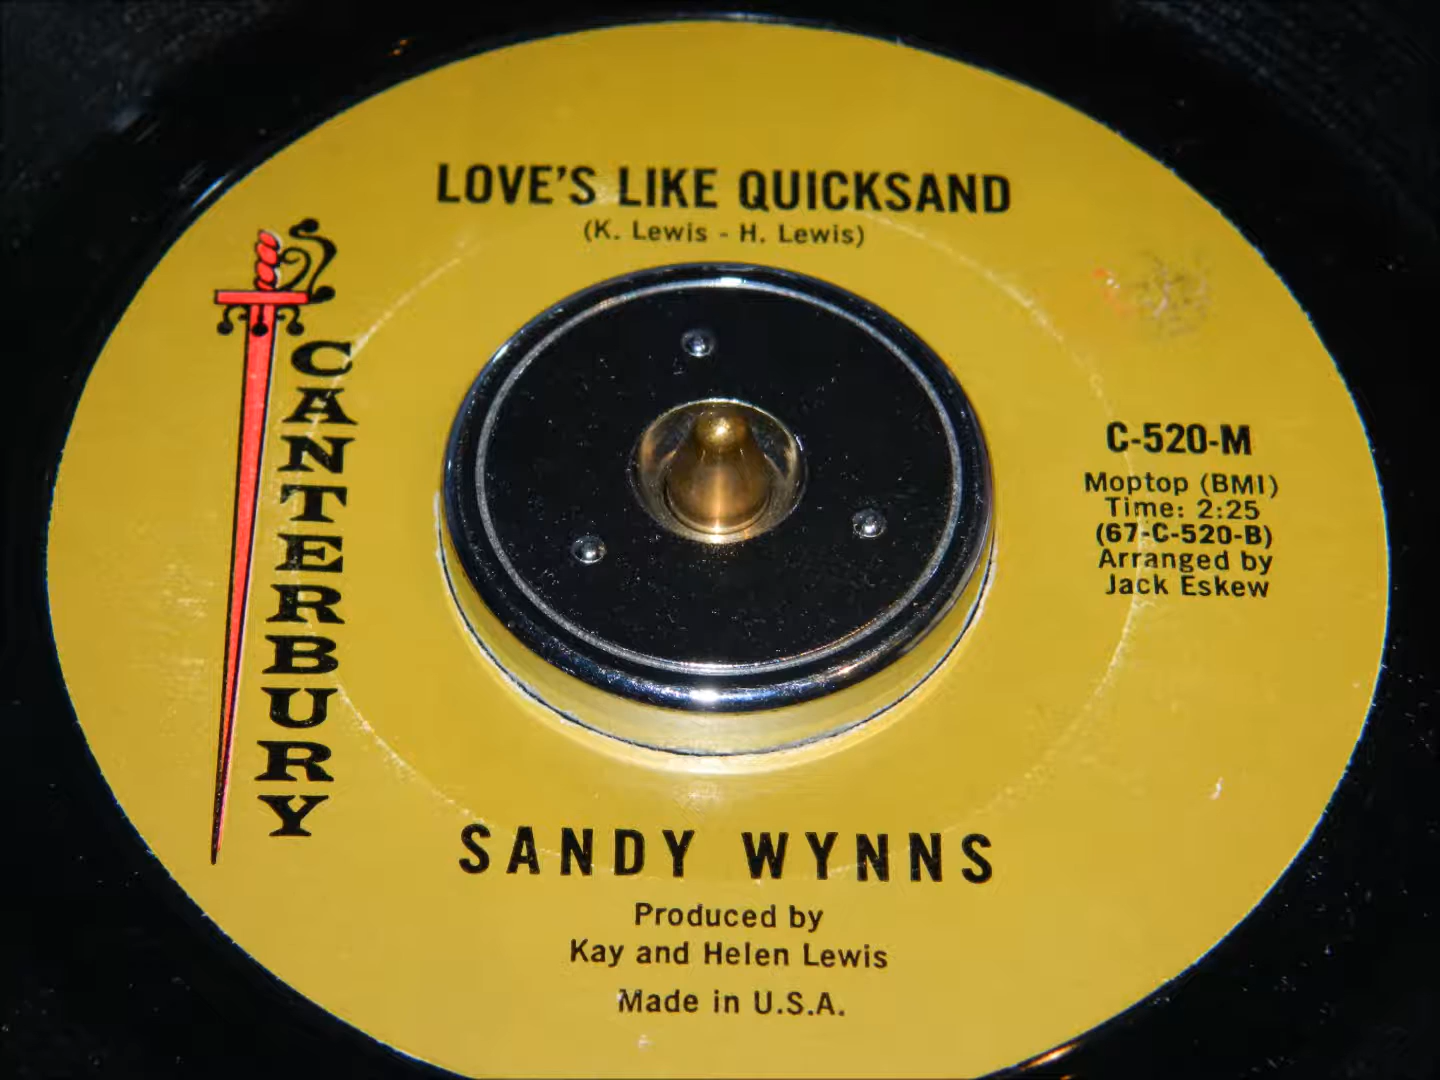 LOVE'S LIKE QUICKSAND
(K. Lewis - H. Lewis)
CANTERBURY
C-520-M
Moptop (BMI)
Time: 2:25
(67-C-520-B)
Arranged by
Jack Eskew
SANDY WYNNS
Produced by
Kay and Helen Lewis
Made in U.S.A.